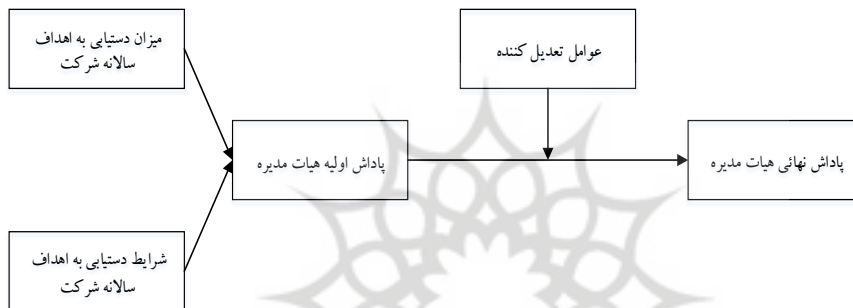 میزان دستیابی به اهداف
سالانه شرکت
عوامل تعدیل کننده
پاداش اولیه هیات مدیره
پاداش نهائی هیات مدیره
شرایط دستیابی به اهداف
سالانه شرکت